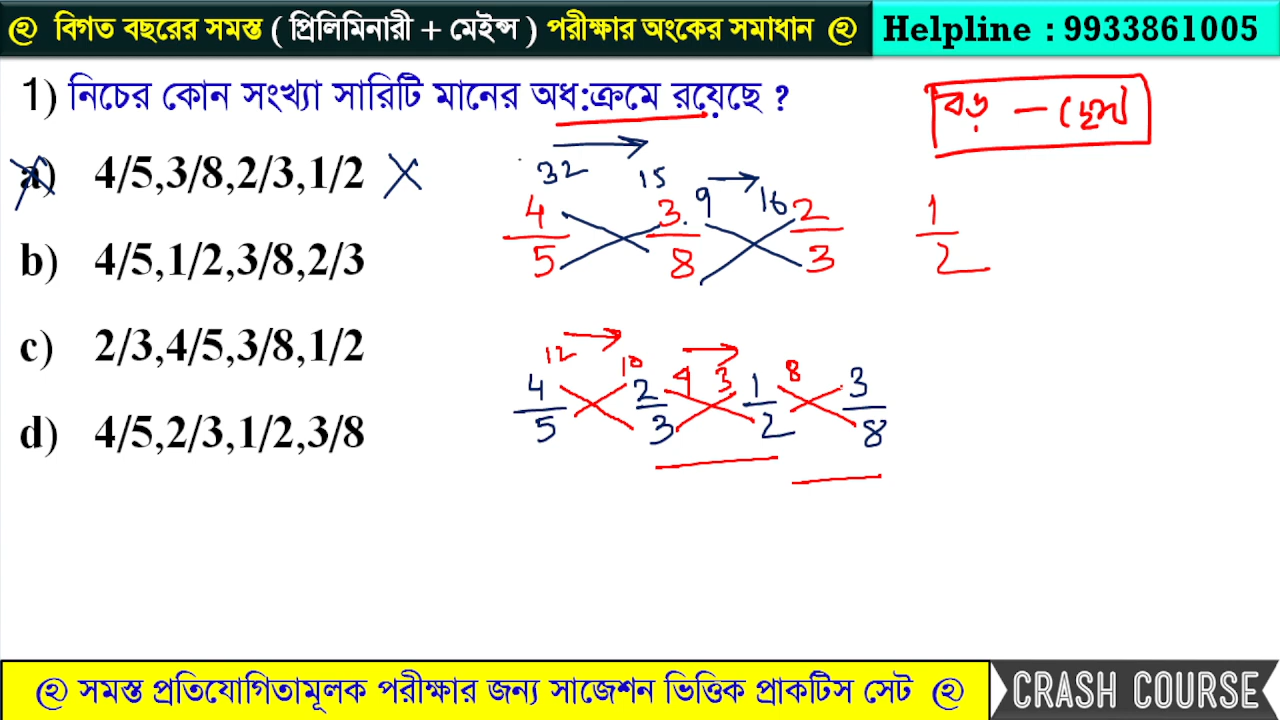 বিগত বছরের সমস্ত ( প্রিলিমিনারী + মেইন্স ) পরীক্ষার অংকের সমাধান
Helpline : 9933861005
1) নিচের কোন সংখ্যা সারিটি মানের অধ:ক্রমে রয়েছে ?
বড় –
a) 4/5,3/8,2/3,1/2
32 15 9 16
4/5 3/8 2/3 1/2
b) 4/5,1/2,3/8,2/3
c) 2/3,4/5,3/8,1/2
12 10 4 3 8
4/5 2/3 1/2 3/8
d) 4/5,2/3,1/2,3/8
সমস্ত প্রতিযোগিতামূলক পরীক্ষার জন্য সাজেশন ভিত্তিক প্রাকটিস সেট
CRASH COURSE